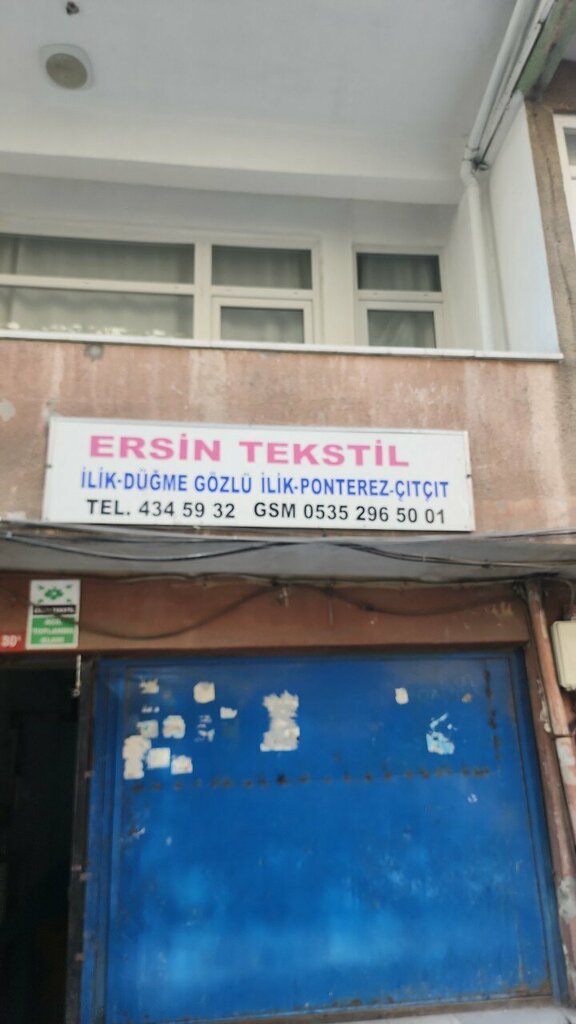 ERSİN TEKSTİL
İLİK-DÜĞME GÖZLÜ İLİK-PONTEREZ-ÇITÇIT
TEL. 434 59 32 GSM 0535 296 50 01